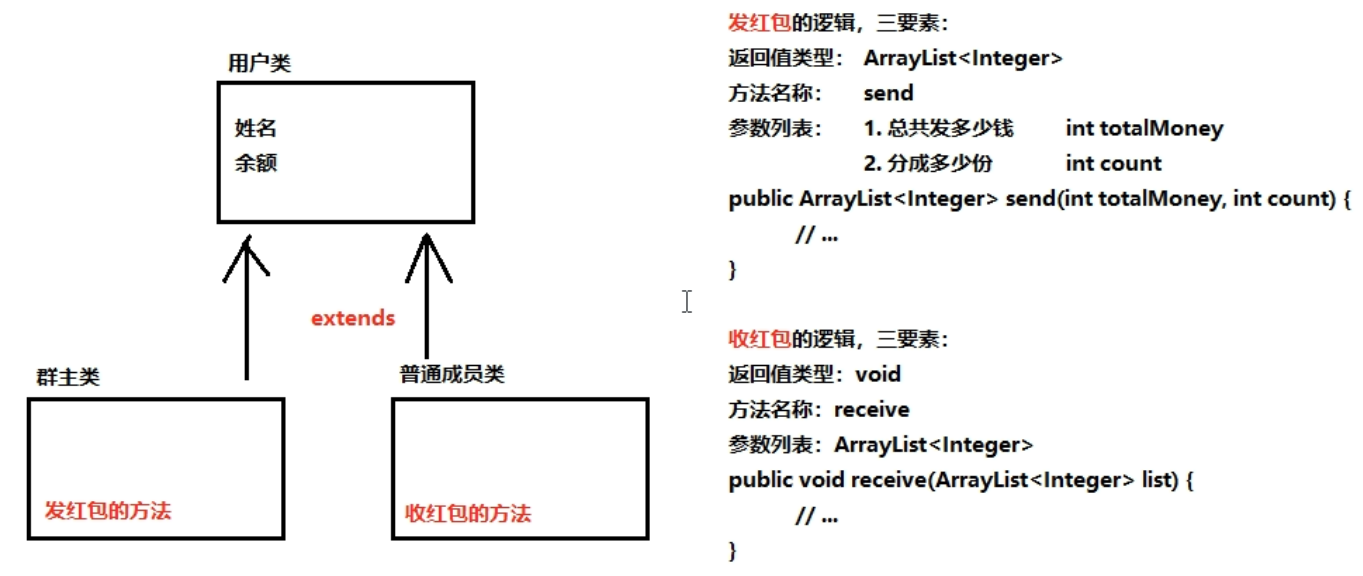 用户类
姓名
余额
extends
群主类
普通成员类
发红包的方法
收红包的方法
发红包的逻辑，三要素：
返回值类型： ArrayList<Integer>
方法名称： send
参数列表： 1. 总共发多少钱 int totalMoney
2. 分成多少份 int count
public ArrayList<Integer> send(int totalMoney, int count) {
// ...
}
收红包的逻辑，三要素：
返回值类型：void
方法名称：receive
参数列表：ArrayList<Integer>
public void receive(ArrayList<Integer> list) {
// ...
}